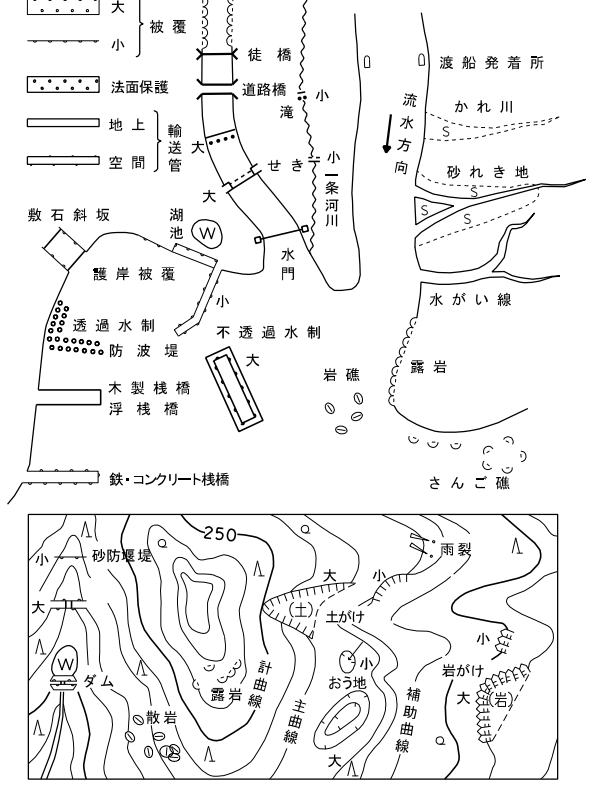 大
小
被覆
徒橋
渡船発着所
法面保護
道路橋
小
滝
かれ川
S
流水方向
地上
輸送管
空間
大
せき
小
砂れき地
S
一条河川
大
S
S
敷石斜坂
湖池
W
水門
護岸被覆
小
水がい線
透過水制
不透過水制
防波堤
大
露岩
岩礁
木製桟橋
浮桟橋
さんご礁
鉄・コンクリート桟橋
250
小
砂防堰堤
雨裂
大
大
小
(土)
土がけ
小
W
ダム
小
岩がけ
おう地
大
(岩)
露岩
計曲線
主曲線
補助曲線
散岩
大